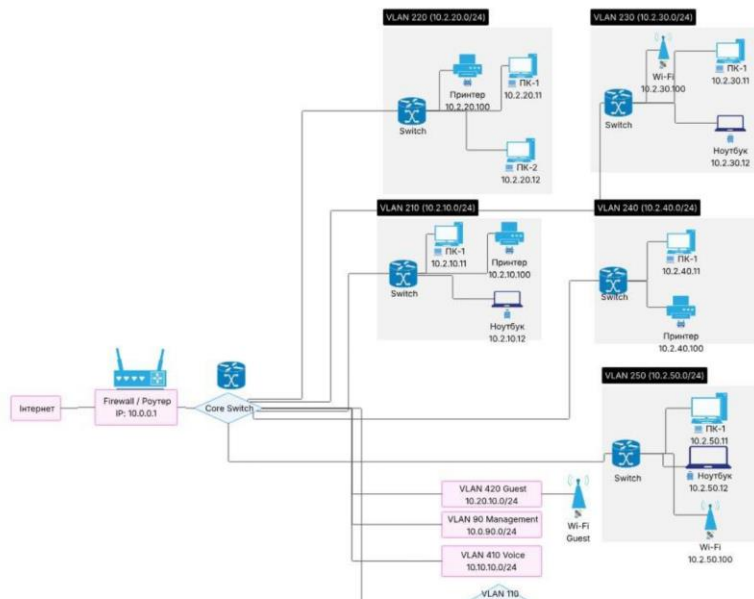 VLAN 220 (10.2.20.0/24)
Принтер
10.2.20.100
ПК-1
10.2.20.11
Switch
ПК-2
10.2.20.12
VLAN 230 (10.2.30.0/24)
Wi-Fi
10.2.30.100
ПК-1
10.2.30.11
Switch
Ноутбук
10.2.30.12
VLAN 210 (10.2.10.0/24)
ПК-1
10.2.10.11
Принтер
10.2.10.100
Switch
Ноутбук
10.2.10.12
VLAN 240 (10.2.40.0/24)
ПК-1
10.2.40.11
Switch
Принтер
10.2.40.100
Інтернет
Firewall / Роутер
IP: 10.0.0.1
Core Switch
VLAN 250 (10.2.50.0/24)
ПК-1
10.2.50.11
Switch
Ноутбук
10.2.50.12
Wi-Fi
10.2.50.100
VLAN 420 Guest
10.20.10.0/24
Wi-Fi
Guest
VLAN 90 Management
10.0.90.0/24
VLAN 410 Voice
10.10.10.0/24
VLAN 110